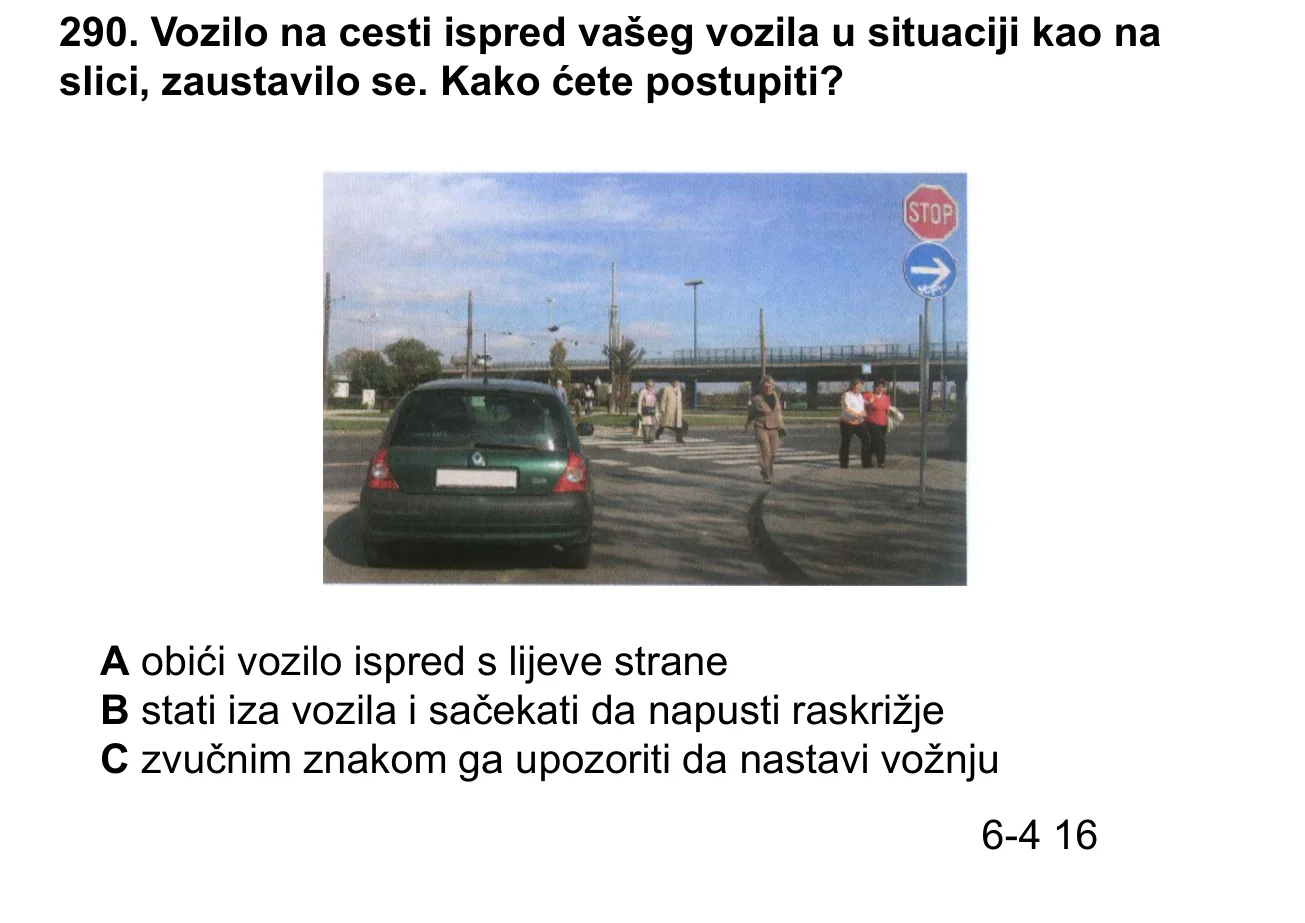 290. Vozilo na cesti ispred vašeg vozila u situaciji kao na
slici, zaustavilo se. Kako ćete postupiti?
STOP
A obići vozilo ispred s lijeve strane
B stati iza vozila i sačekati da napusti raskrižje
C zvučnim znakom ga upozoriti da nastavi vožnju
6-4 16